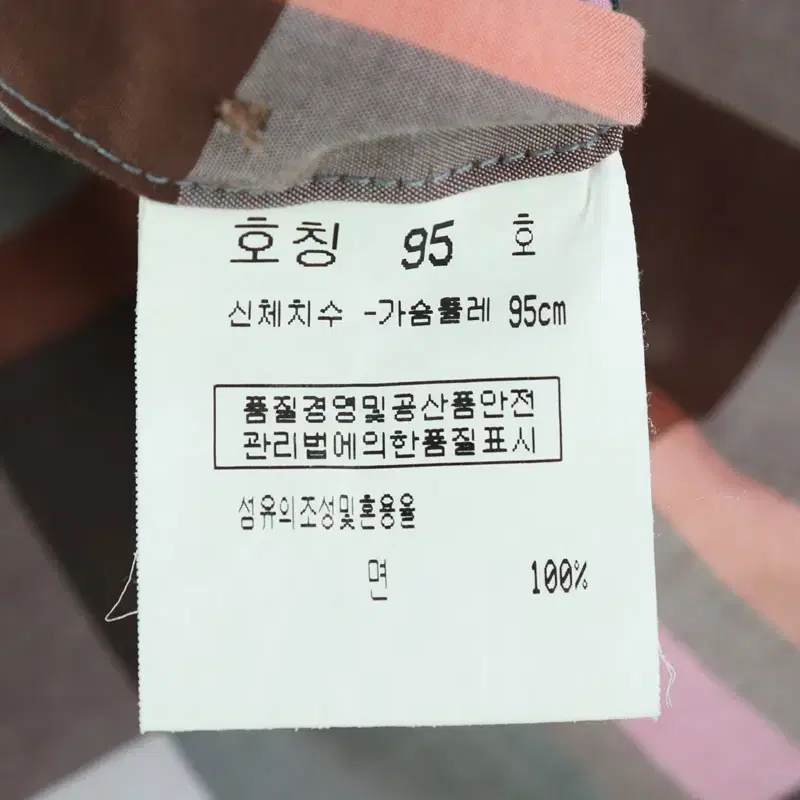 호칭 95 호
신체치수 -가슴둘레 95cm
품질경영및공산품안전
관리법에의한품질표시
섬유의조성및혼용율
면 100%